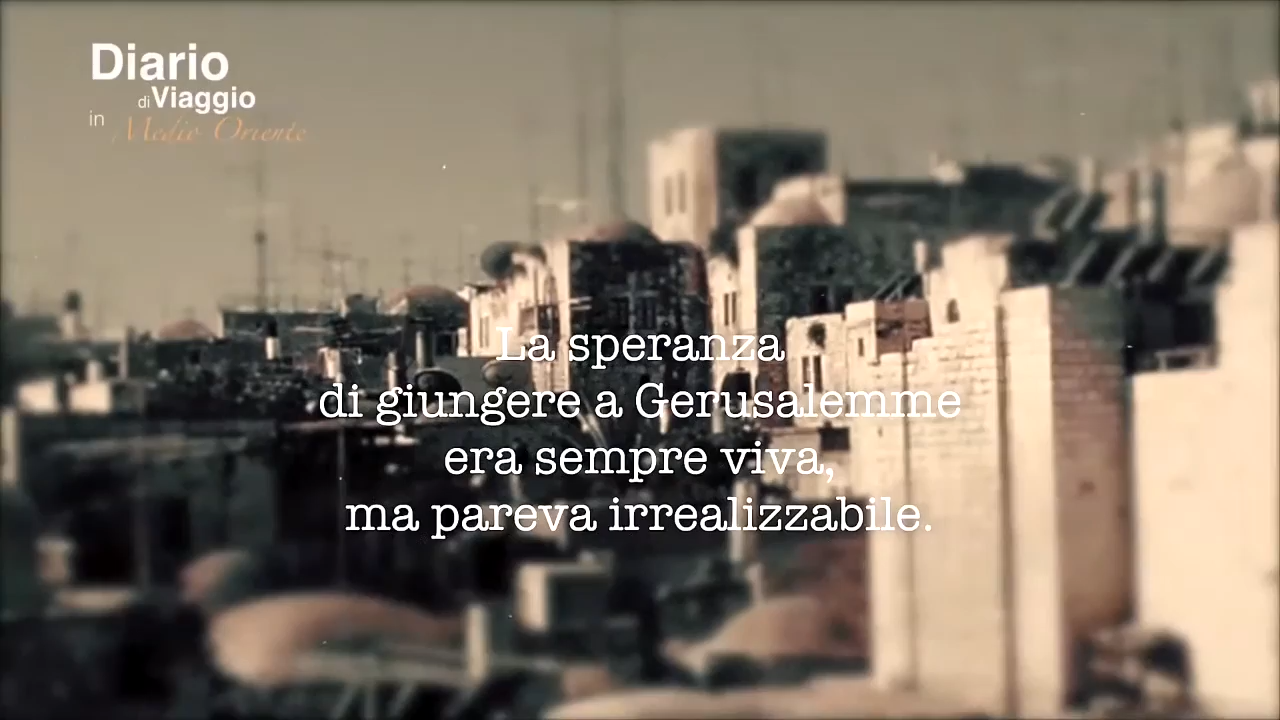 Diario
di Viaggio
in Medio Oriente
La speranza
di giungere a Gerusalemme
era sempre viva,
ma pareva irrealizzabile.